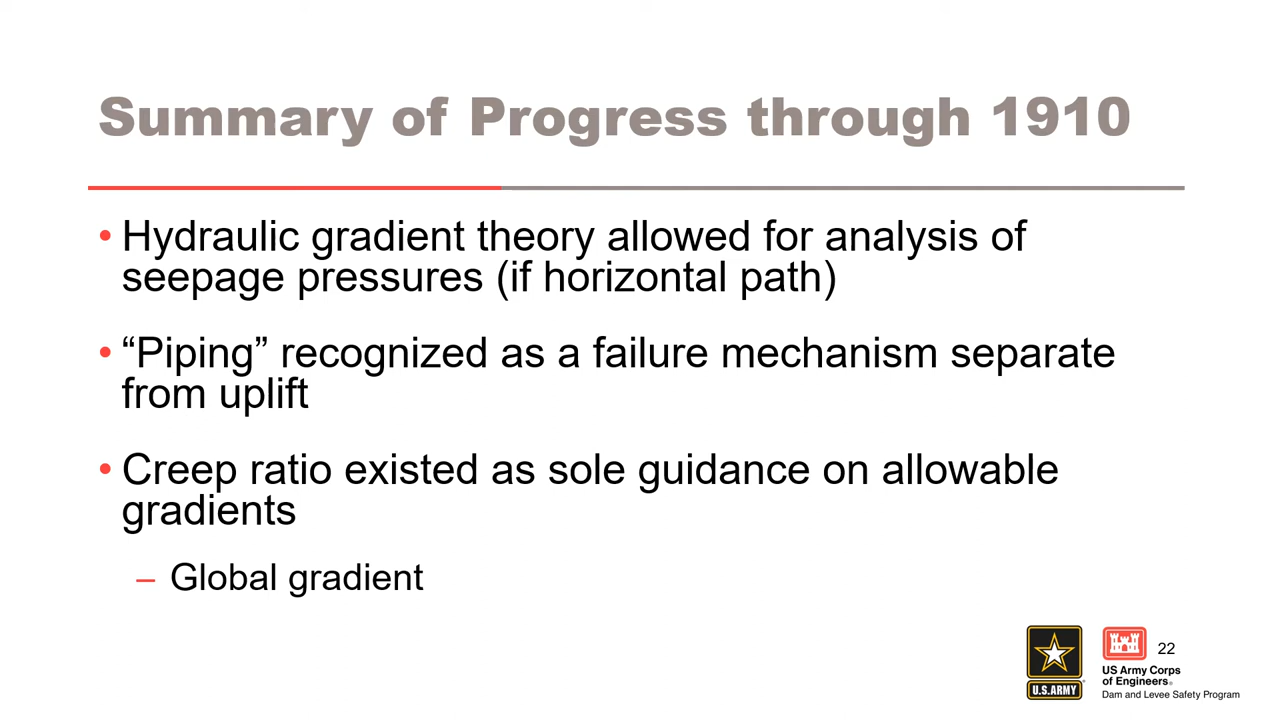 Summary of Progress through 1910
• Hydraulic gradient theory allowed for analysis of
seepage pressures (if horizontal path)
• “Piping” recognized as a failure mechanism separate
from uplift
• Creep ratio existed as sole guidance on allowable
gradients
– Global gradient
U.S.ARMY
22
US Army Corps
of Engineers®
Dam and Levee Safety Program